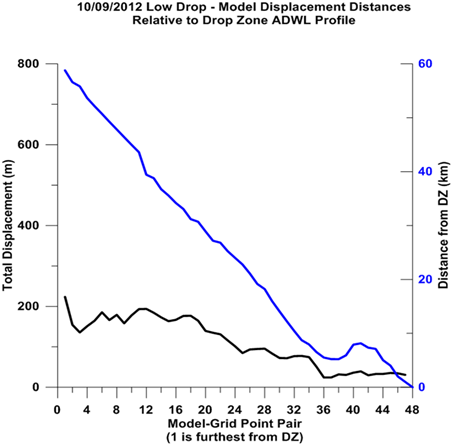 10/09/2012 Low Drop - Model Displacement Distances
Relative to Drop Zone ADWL Profile
800
600
400
200
0
Total Displacement (m)
60
40
20
0
Distance from DZ (km)
0 4 8 12 16 20 24 28 32 36 40 44 48
Model-Grid Point Pair
(1 is furthest from DZ)